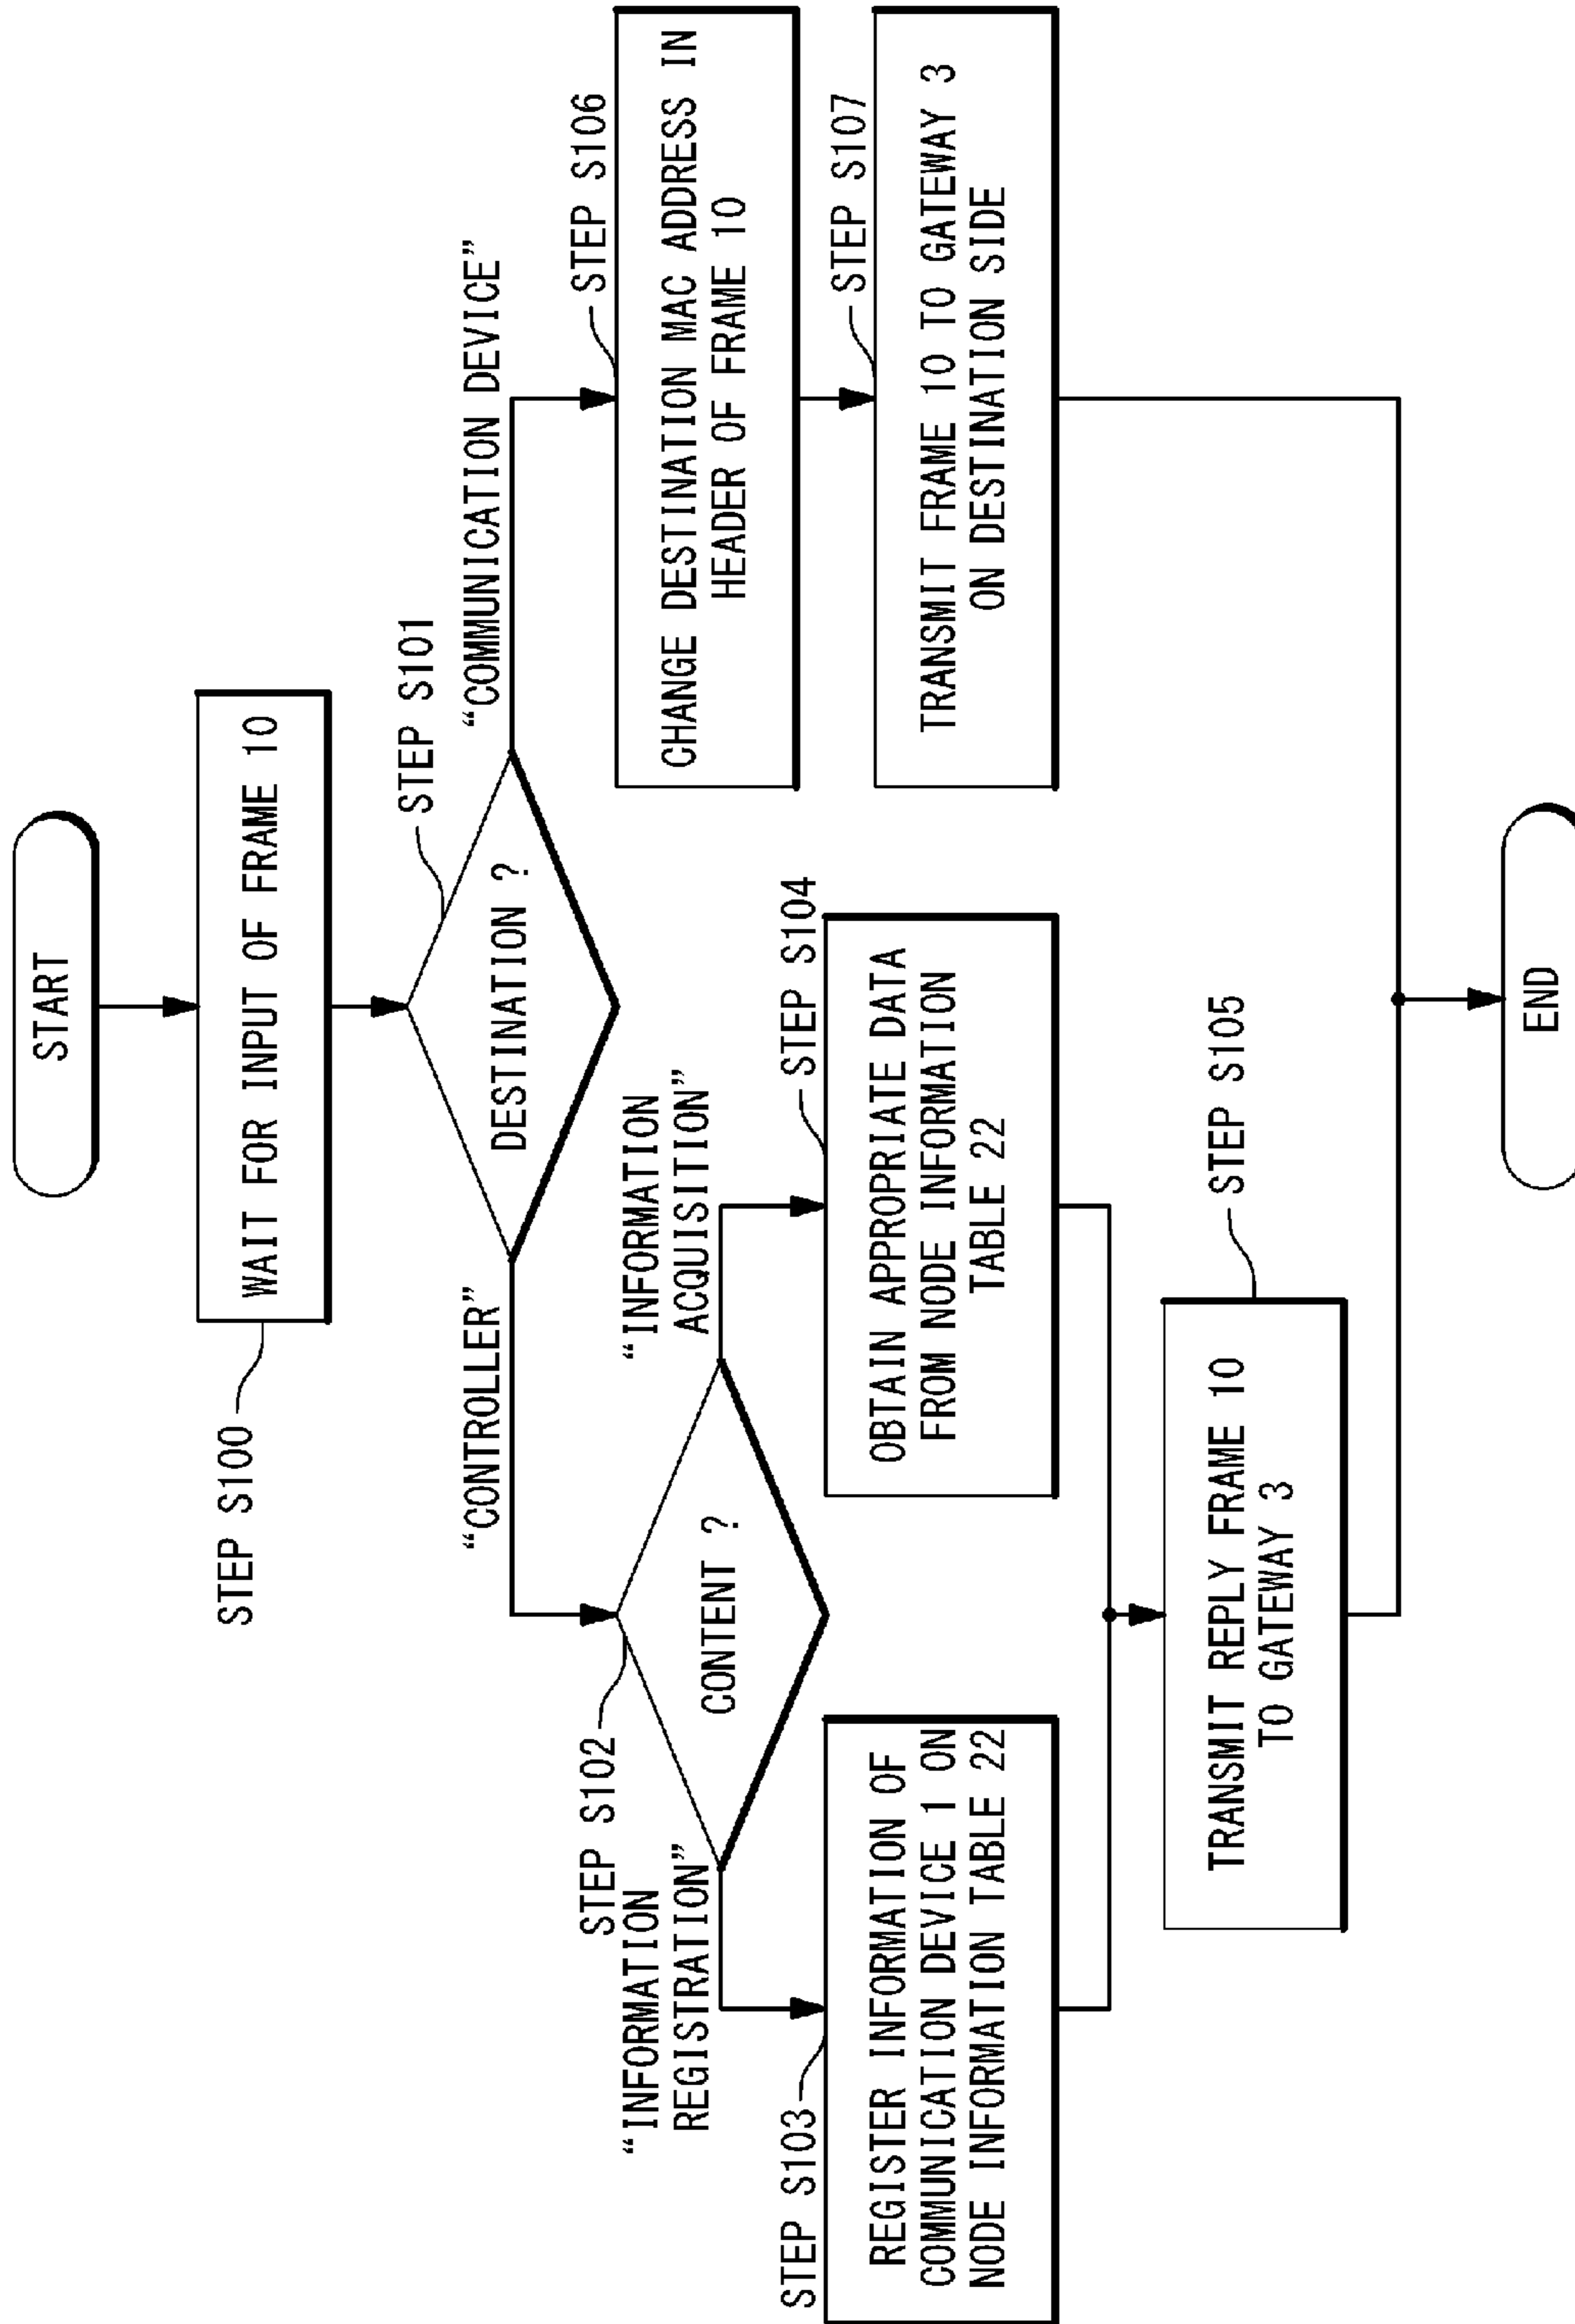 START
STEP S100
WAIT FOR INPUT OF FRAME 10
STEP S101
DESTINATION ?
“CONTROLLER”
“COMMUNICATION DEVICE”
STEP S102
CONTENT ?
“INFORMATION
REGISTRATION”
“INFORMATION
ACQUISITION”
STEP S103
REGISTER INFORMATION OF
COMMUNICATION DEVICE 1 ON
NODE INFORMATION TABLE 22
STEP S104
OBTAIN APPROPRIATE DATA
FROM NODE INFORMATION
TABLE 22
STEP S105
TRANSMIT REPLY FRAME 10
TO GATEWAY 3
STEP S106
CHANGE DESTINATION MAC ADDRESS IN
HEADER OF FRAME 10
STEP S107
TRANSMIT FRAME 10 TO GATEWAY 3
ON DESTINATION SIDE
END